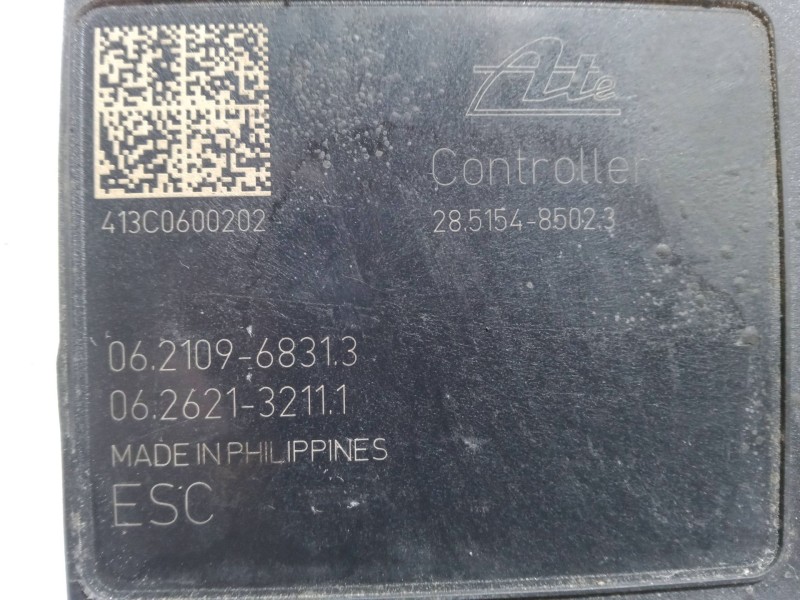 Ate
Controller
413C0600202
28.5154-8502.3
06.2109-6831.3
06.2621-3211.1
MADE IN PHILIPPINES
ESC